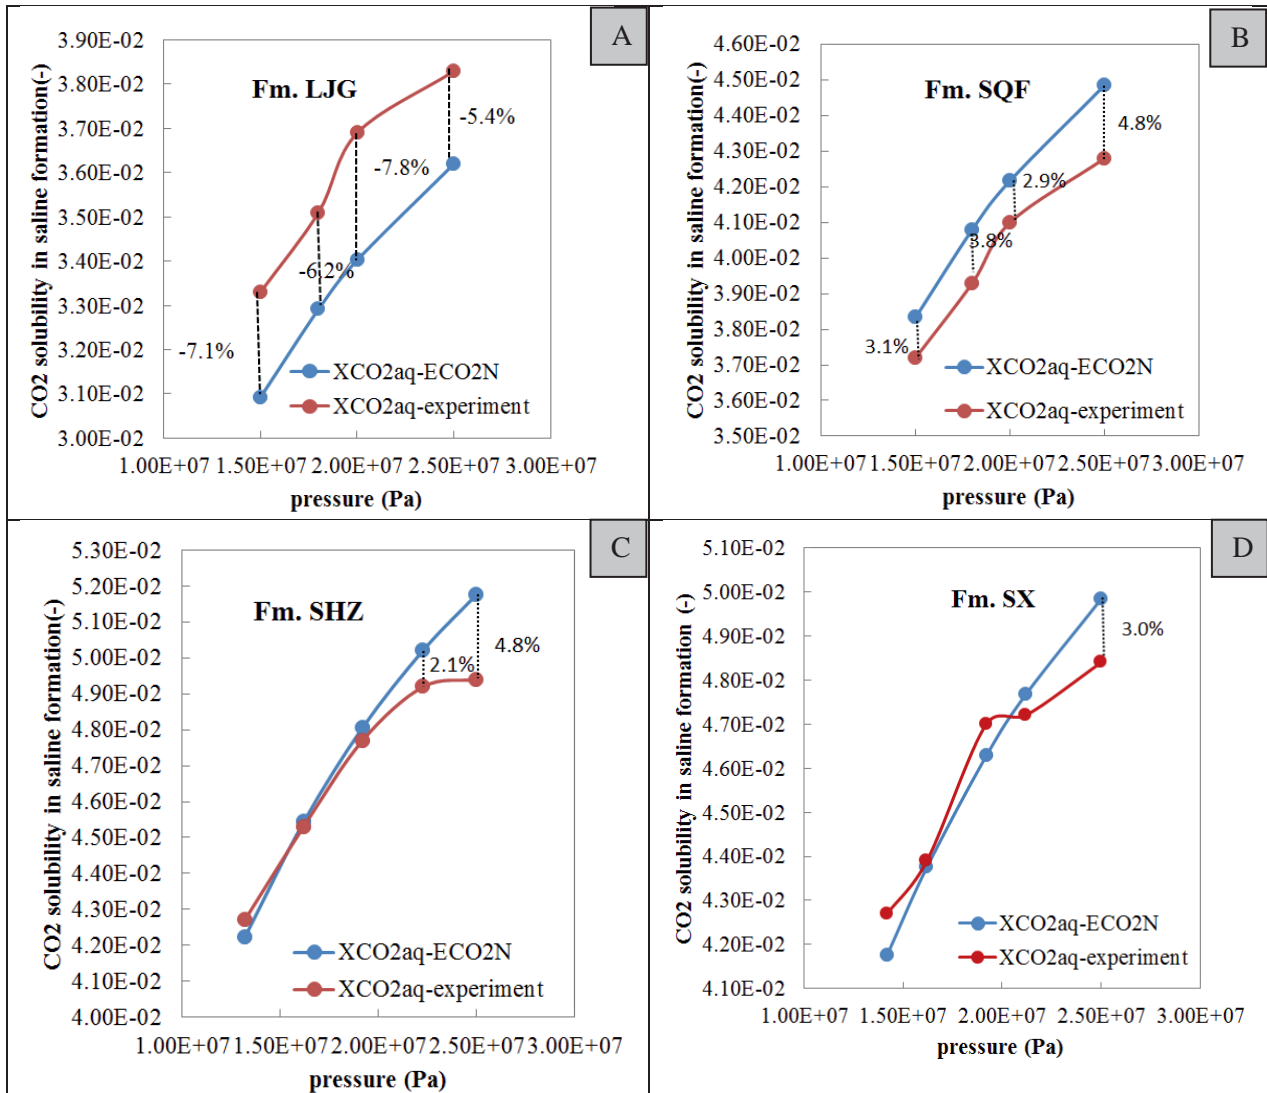 A
Fm. LJG
CO2 solubility in saline formation(-)
3.90E-02
3.80E-02
3.70E-02
3.60E-02
3.50E-02
3.40E-02
3.30E-02
3.20E-02
3.10E-02
3.00E-02
-5.4%
-7.8%
-6.2%
-7.1%
XCO2aq-ECO2N
XCO2aq-experiment
1.00E+07 1.50E+07 2.00E+07 2.50E+07 3.00E+07
pressure (Pa)
B
Fm. SQF
CO2 solubility in saline formation(-)
4.60E-02
4.50E-02
4.40E-02
4.30E-02
4.20E-02
4.10E-02
4.00E-02
3.90E-02
3.80E-02
3.70E-02
3.60E-02
3.50E-02
4.8%
2.9%
3.8%
3.1%
XCO2aq-ECO2N
XCO2aq-experiment
1.00E+07 1.50E+07 2.00E+07 2.50E+07 3.00E+07
pressure (Pa)
C
Fm. SHZ
CO2 solubility in saline formation(-)
5.30E-02
5.20E-02
5.10E-02
5.00E-02
4.90E-02
4.80E-02
4.70E-02
4.60E-02
4.50E-02
4.40E-02
4.30E-02
4.20E-02
4.10E-02
4.00E-02
4.8%
2.1%
XCO2aq-ECO2N
XCO2aq-experiment
1.00E+07 1.50E+07 2.00E+07 2.50E+07 3.00E+07
pressure (Pa)
D
Fm. SX
CO2 solubility in saline formation (-)
5.10E-02
5.00E-02
4.90E-02
4.80E-02
4.70E-02
4.60E-02
4.50E-02
4.40E-02
4.30E-02
4.20E-02
4.10E-02
3.0%
XCO2aq-ECO2N
XCO2aq-experiment
1.00E+07 1.50E+07 2.00E+07 2.50E+07 3.00E+07
pressure (Pa)